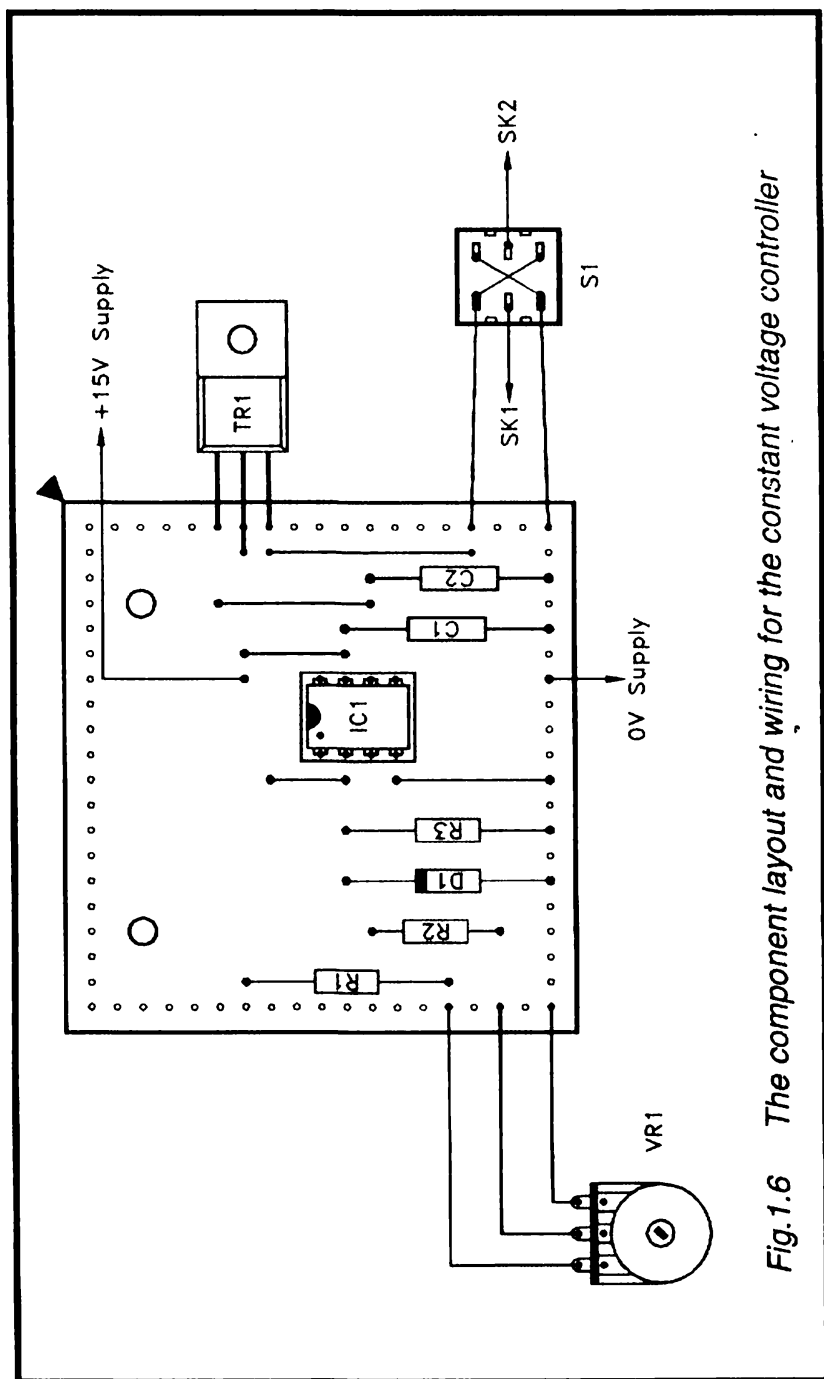 +15V Supply
TR1
SK2
SK1
S1
C2
C1
IC1
0V Supply
R3
D1
R2
R1
VR1
Fig.1.6 The component layout and wiring for the constant voltage controller